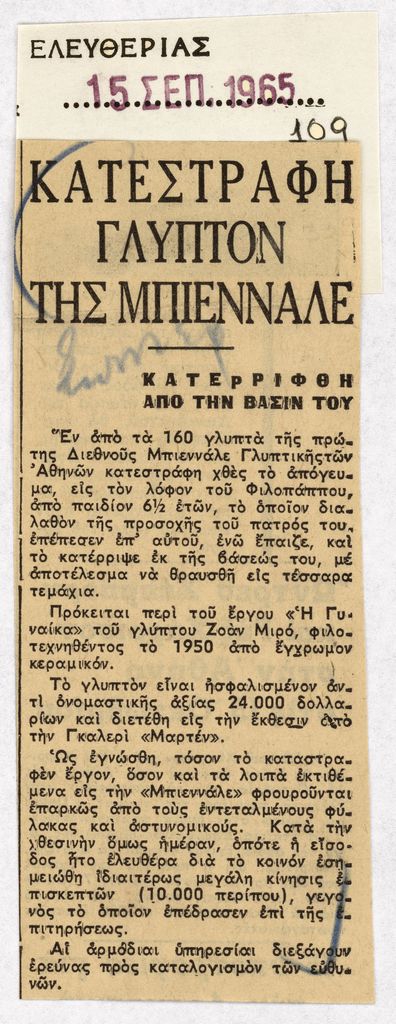 ΕΛΕΥΘΕΡΙΑΣ
15 ΣΕΠ. 1965
109
ΚΑΤΕΣΤΡΑΦΗ
ΓΛΥΠΤΟΝ
ΤΗΣ ΜΠΙΕΝΝΑΛΕ
ΚΑΤΕΡΡΙΦΘΗ
ΑΠΟ ΤΗΝ ΒΑΣΙΝ ΤΟΥ
Ἕν ἀπὸ τὰ 160 γλυπτὰ τῆς πρώ-
της Διεθνοῦς Μπιεννάλε Γλυπτικῆςτῶν
Ἀθηνῶν κατεστράφη χθὲς τὸ ἀπόγευ-
μα, εἰς τὸν λόφον τοῦ Φιλοπάππου,
ἀπὸ παιδίον 6½ ἐτῶν, τὸ ὁποῖον δια-
λαθὸν τῆς προσοχῆς τοῦ πατρός του,
ἐπέπεσεν ἐπ' αὐτοῦ, ἐνῶ ἔπαιζε, καὶ
τὸ κατέρριψε ἐκ τῆς βάσεώς του, μὲ
ἀποτέλεσμα νὰ θραυσθῆ εἰς τέσσαρα
τεμάχια.
Πρόκειται περὶ τοῦ ἔργου «Ἡ Γυ-
ναίκα» τοῦ γλύπτου Ζοὰν Μιρό, φιλο-
τεχνηθέντος τὸ 1950 ἀπὸ ἔγχρωμον
κεραμικόν.
Τὸ γλυπτὸν εἶναι ἠσφαλισμένον ἀν-
τὶ ὀνομαστικῆς ἀξίας 24.000 δολλα-
ρίων καὶ διετέθη εἰς τὴν ἔκθεσιν ἀπὸ
τὴν Γκαλερὶ «Μαρτέν».
Ὡς ἐγνώσθη, τόσον τὸ καταστρα-
φὲν ἔργον, ὅσον καὶ τὰ λοιπὰ ἐκτιθέ-
μενα εἰς τὴν «Μπιεννάλε» φρουροῦνται
ἐπαρκῶς ἀπὸ τοὺς ἐντεταλμένους φύ-
λακας καὶ ἀστυνομικούς. Κατὰ τὴν
χθεσινὴν ὅμως ἡμέραν, ὁπότε ἡ εἴσο-
δος ἦτο ἐλευθέρα διὰ τὸ κοινὸν ἐση-
μειώθη ἰδιαιτέρως μεγάλη κίνησις ἐ-
πισκεπτῶν (10.000 περίπου), γεγο-
νὸς τὸ ὁποῖον ἐπέδρασεν ἐπὶ τῆς ἐ-
πιτηρήσεως.
Αἱ ἁρμόδιαι ὑπηρεσίαι διεξάγουν
ἐρεύνας πρὸς καταλογισμὸν τῶν εὐθυ-
νῶν.